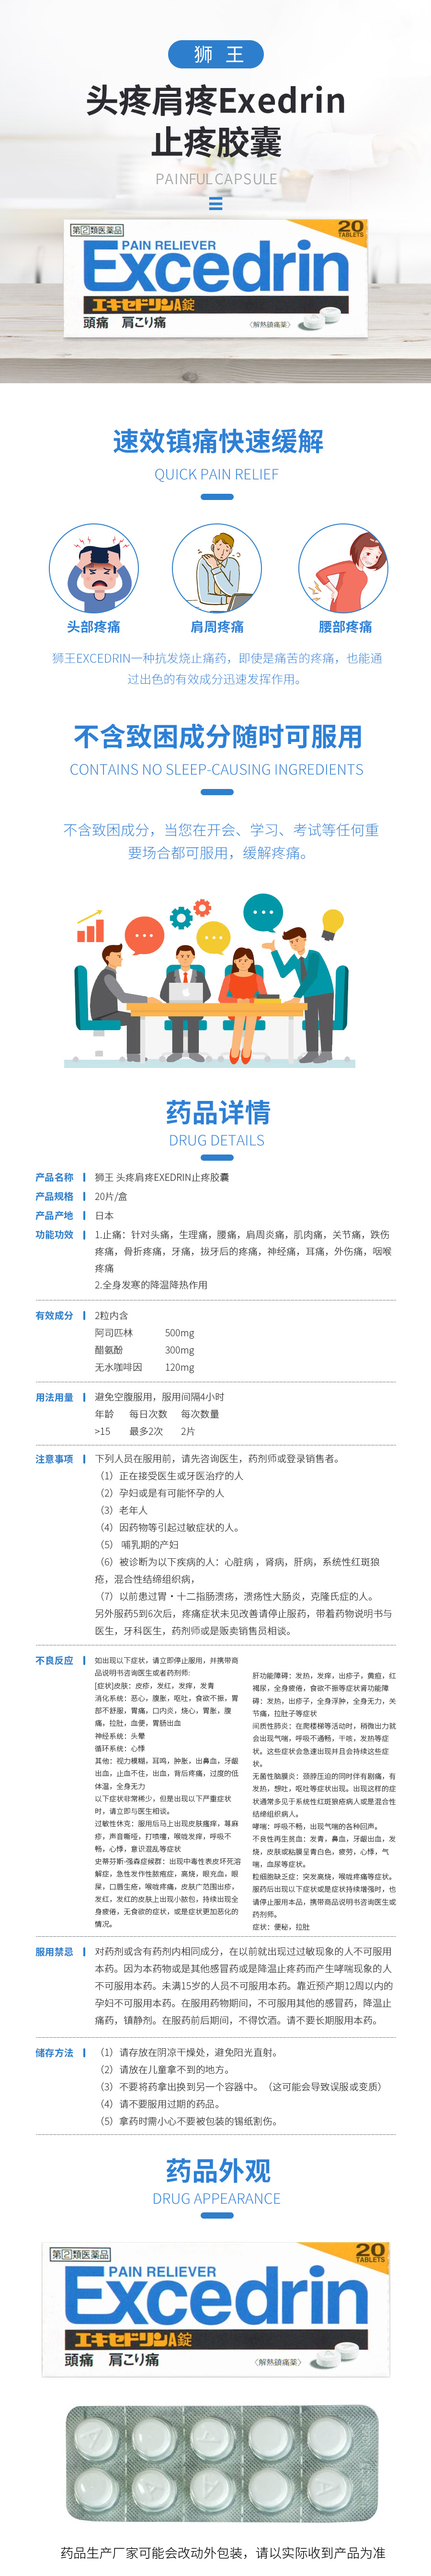 狮 王
头疼肩疼Exedrin
止疼胶囊
PAINFUL CAPSULE
指②類医薬品
20
TABLETS
PAIN RELIEVER
Excedrin
エキセドリンA錠
頭痛 肩こり痛
〈解熱鎮痛薬〉
速效镇痛快速缓解
QUICK PAIN RELIEF
头部疼痛
肩周疼痛
腰部疼痛
狮王EXCEDRIN一种抗发烧止痛药，即使是痛苦的疼痛，也能通
过出色的有效成分迅速发挥作用。
不含致困成分随时可服用
CONTAINS NO SLEEP-CAUSING INGREDIENTS
不含致困成分，当您在开会、学习、考试等任何重
要场合都可服用，缓解疼痛。
药品详情
DRUG DETAILS
产品名称 狮王 头疼肩疼EXEDRIN止疼胶囊
产品规格 20片/盒
产品产地 日本
功能功效 1.止痛：针对头痛，生理痛，腰痛，肩周炎痛，肌肉痛，关节痛，跌伤
疼痛，骨折疼痛，牙痛，拔牙后的疼痛，神经痛，耳痛，外伤痛，咽喉
疼痛
2.全身发寒的降温降热作用
有效成分 2粒内含
阿司匹林 500mg
醋氨酚 300mg
无水咖啡因 120mg
用法用量 避免空腹服用，服用间隔4小时
年龄 每日次数 每次数量
>15 最多2次 2片
注意事项 下列人员在服用前，请先咨询医生，药剂师或登录销售者。
（1）正在接受医生或牙医治疗的人
（2）孕妇或是有可能怀孕的人
（3）老年人
（4）因药物等引起过敏症状的人。
（5） 哺乳期的产妇
（6）被诊断为以下疾病的人：心脏病 ，肾病，肝病，系统性红斑狼
疮，混合性结缔组织病，
（7）以前患过胃・十二指肠溃疡，溃疡性大肠炎，克隆氏症的人。
另外服药5到6次后，疼痛症状未见改善请停止服药，带着药物说明书与
医生，牙科医生，药剂师或是贩卖销售员相谈。
不良反应 如出现以下症状，请立即停止服用，并携带商
品说明书咨询医生或者药剂师：
[症状]皮肤：皮疹，发红，发痒，发青
消化系统：恶心，腹胀，呕吐，食欲不振，胃
部不舒服，胃痛，口内炎，烧心，胃胀，腹
痛，拉肚，血便，胃肠出血
神经系统：头晕
循环系统：心悸
其他：视力模糊，耳鸣，肿胀，出鼻血，牙龈
出血，止血不住，出血，背后疼痛，过度的低
体温，全身无力
以下症状非常稀少，但是出现以下严重症状
时，请立即与医生相谈。
过敏性休克：服用后马上出现皮肤瘙痒，荨麻
疹，声音嘶哑，打喷嚏，喉咙发痒，呼吸不
畅，心悸，意识混乱等症状
史蒂芬斯·强森症候群：出现中毒性表皮坏死溶
解症，急性发作性脓疱症，高烧，眼充血，眼
屎，口唇生疮，喉咙疼痛，皮肤广范围出疹，
发红，发红的皮肤上出现小脓包，持续出现全
身疲倦，无食欲的症状，或是症状更加恶化的
情况。
肝功能障碍：发热，发痒，出疹子，黄疸，红
褐尿，全身疲倦，食欲不振等症状肾功能障
碍：发热，出疹子，全身浮肿，全身无力，关
节痛，拉肚子等症状
间质性肺炎：在爬楼梯等活动时，稍微出力就
会出现气喘，呼吸不通畅，干咳，发热等症
状。这些症状会急速出现并且会持续这些症
状。
无菌性脑膜炎：颈脖压迫的同时伴有剧痛，有
发热，想吐，呕吐等症状出现。出现这样的症
状通常多见于系统性红斑狼疮病人或是混合性
结缔组织病人。
哮喘：呼吸不畅，出现气喘的各种回声。
不良性再生贫血：发青，鼻血，牙龈出血，发
烧，皮肤或粘膜呈青白色，疲劳，心悸，气
喘，血尿等症状。
粒细胞缺乏症：突发高烧，喉咙疼痛等症状。
服药后出现以下症状或是症状持续增强时，也
请停止服用本品，携带商品说明书咨询医生或
药剂师。
症状：便秘，拉肚
服用禁忌 对药剂或含有药剂内相同成分，在以前就出现过过敏现象的人不可服用
本药。因为本药物或是其他感冒药或是降温止疼药而产生哮喘现象的人
不可服用本药。未满15岁的人员不可服用本药。靠近预产期12周以内的
孕妇不可服用本药。在服用药物期间，不可服用其他的感冒药，降温止
痛药，镇静剂。在服药前后期间，不得饮酒。请不要长期服用本药。
储存方法 （1）请存放在阴凉干燥处，避免阳光直射。
（2）请放在儿童拿不到的地方。
（3）不要将药拿出换到另一个容器中。（这可能会导致误服或变质）
（4）请不要服用过期的药品。
（5）拿药时需小心不要被包装的锡纸割伤。
药品外观
DRUG APPEARANCE
指②類医薬品
20
TABLETS
PAIN RELIEVER
Excedrin
エキセドリンA錠
頭痛 肩こり痛
〈解熱鎮痛薬〉
药品生产厂家可能会改动外包装，请以实际收到产品为准